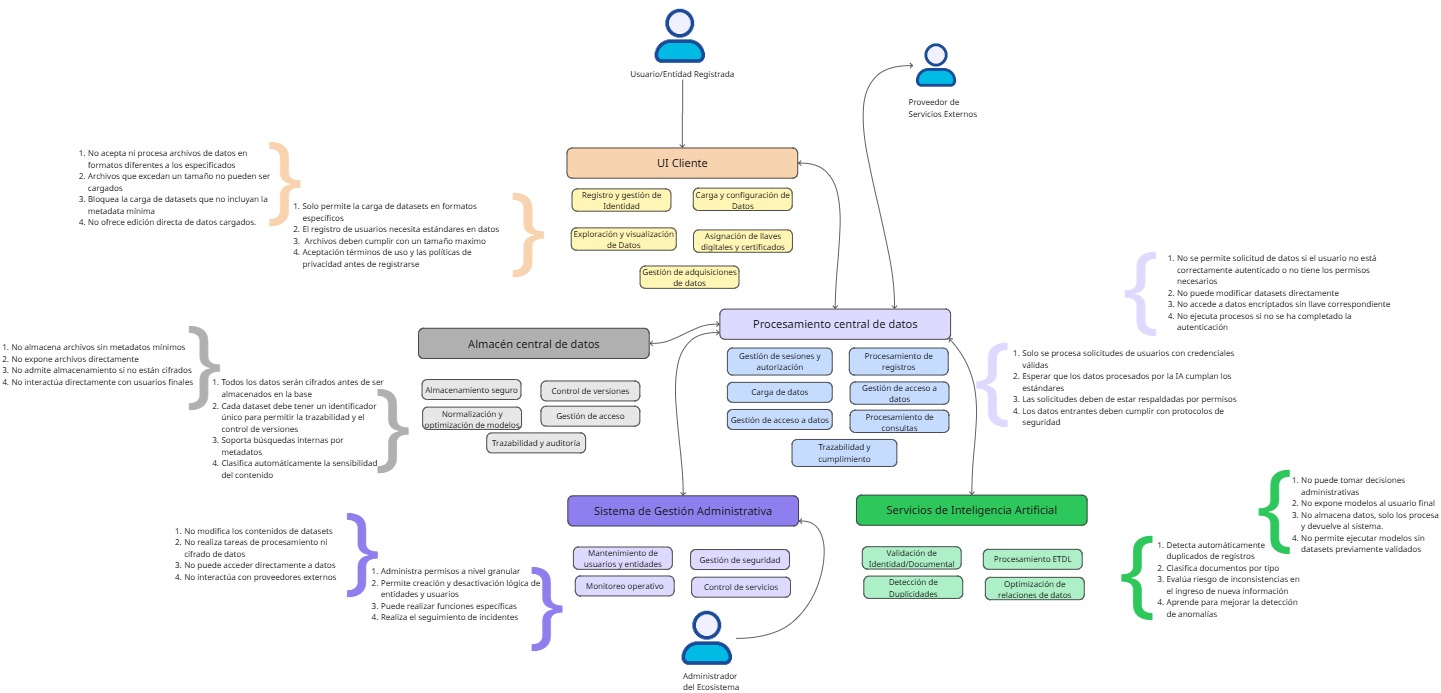 Usuario/Entidad Registrada
Proveedor de
Servicios Externos
UI Cliente
Registro y gestión de
Identidad
Carga y configuración de
Datos
Exploración y visualización
de Datos
Asignación de llaves
digitales y certificados
Gestión de adquisiciones
de datos
1. No acepta ni procesa archivos de datos en
formatos diferentes a los especificados
2. Archivos que excedan un tamaño no pueden ser
cargados
3. Bloquea la carga de datasets que no incluyan la
metadata mínima
4. No ofrece edición directa de datos cargados.
1. Solo permite la carga de datasets en formatos
específicos
2. El registro de usuarios necesita estándares en datos
3. Archivos deben cumplir con un tamaño maximo
4. Aceptación términos de uso y las políticas de
privacidad antes de registrarse
1. No se permite solicitud de datos si el usuario no está
correctamente autenticado o no tiene los permisos
necesarios
2. No puede modificar datasets directamente
3. No accede a datos encriptados sin llave correspondiente
4. No ejecuta procesos si no se ha completado la
autenticación
Procesamiento central de datos
Gestión de sesiones y
autorización
Procesamiento de
registros
Carga de datos
Gestión de acceso a
datos
Gestión de acceso a datos
Procesamiento de
consultas
Trazabilidad y
cumplimiento
1. Solo se procesa solicitudes de usuarios con credenciales
válidas
2. Esperar que los datos procesados por la IA cumplan los
estándares
3. Las solicitudes deben de estar respaldadas por permisos
4. Los datos entrantes deben cumplir con protocolos de
seguridad
Almacén central de datos
Almacenamiento seguro
Control de versiones
Normalización y
optimización de modelos
Gestión de acceso
Trazabilidad y auditoría
1. No almacena archivos sin metadatos mínimos
2. No expone archivos directamente
3. No admite almacenamiento si no están cifrados
4. No interactúa directamente con usuarios finales
1. Todos los datos serán cifrados antes de ser
almacenados en la base
2. Cada dataset debe tener un identificador
único para permitir la trazabilidad y el
control de versiones
3. Soporta búsquedas internas por
metadatos
4. Clasifica automáticamente la sensibilidad
del contenido
Sistema de Gestión Administrativa
Mantenimiento de
usuarios y entidades
Gestión de seguridad
Monitoreo operativo
Control de servicios
1. No modifica los contenidos de datasets
2. No realiza tareas de procesamiento ni
cifrado de datos
3. No puede acceder directamente a datos
4. No interactúa con proveedores externos
1. Administra permisos a nivel granular
2. Permite creación y desactivación lógica de
entidades y usuarios
3. Puede realizar funciones específicas
4. Realiza el seguimiento de incidentes
Administrador
del Ecosistema
Servicios de Inteligencia Artificial
Validación de
Identidad/Documental
Procesamiento ETDL
Detección de
Duplicidades
Optimización de
relaciones de datos
1. No puede tomar decisiones
administrativas
2. No expone modelos al usuario final
3. No almacena datos, solo los procesa
y devuelve al sistema.
4. No permite ejecutar modelos sin
datasets previamente validados
1. Detecta automáticamente
duplicados de registros
2. Clasifica documentos por tipo
3. Evalúa riesgo de inconsistencias en
el ingreso de nueva información
4. Aprende para mejorar la detección
de anomalías